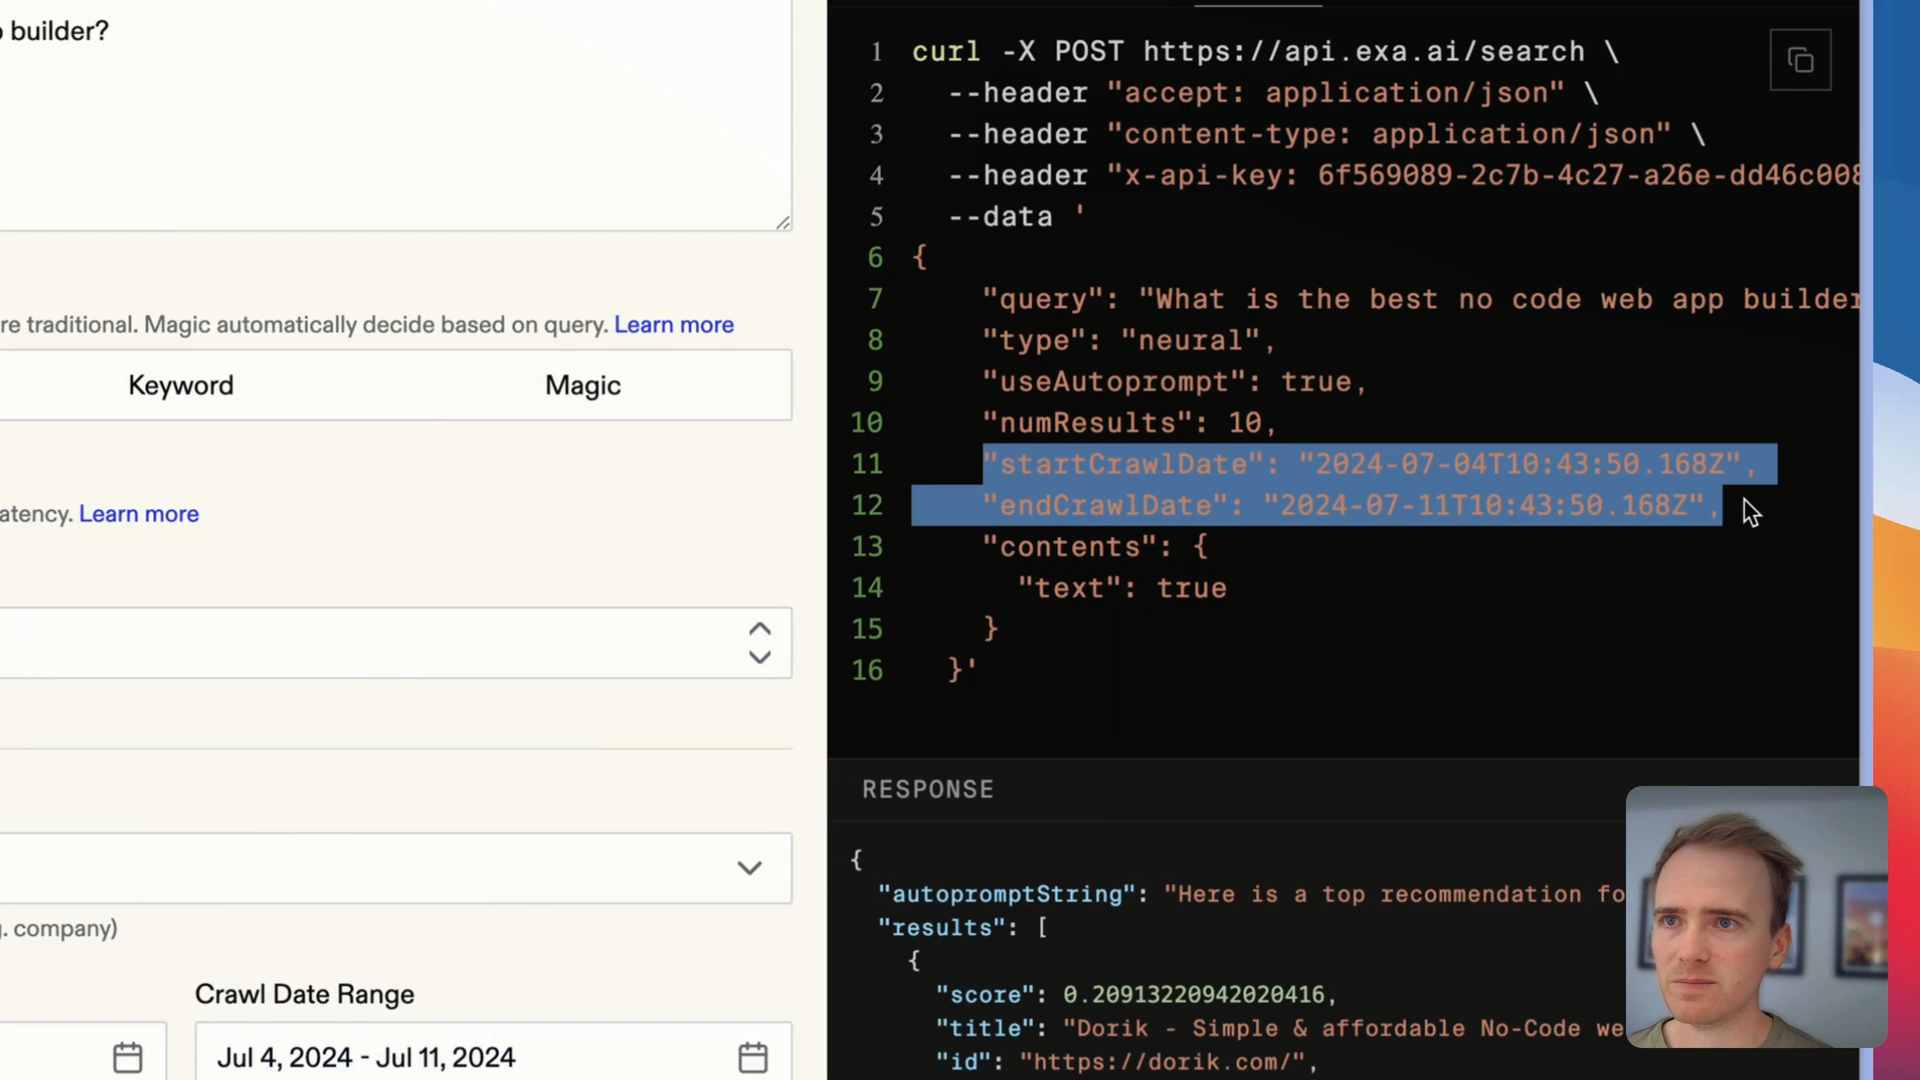 builder?
re traditional. Magic automatically decide based on query. Learn more
Keyword Magic
atency. Learn more
. company)
Crawl Date Range
Jul 4, 2024 - Jul 11, 2024
1 curl -X POST https://api.exa.ai/search \
2 --header "accept: application/json" \
3 --header "content-type: application/json" \
4 --header "x-api-key: 6f569089-2c7b-4c27-a26e-dd46c008
5 --data '
6 {
7 "query": "What is the best no code web app builder
8 "type": "neural",
9 "useAutoprompt": true,
10 "numResults": 10,
11 "startCrawlDate": "2024-07-04T10:43:50.168Z",
12 "endCrawlDate": "2024-07-11T10:43:50.168Z",
13 "contents": {
14 "text": true
15 }
16 }'
RESPONSE
{
"autopromptString": "Here is a top recommendation fo
"results": [
{
"score": 0.20913220942020416,
"title": "Dorik - Simple & affordable No-Code we
"id": "https://dorik.com/",